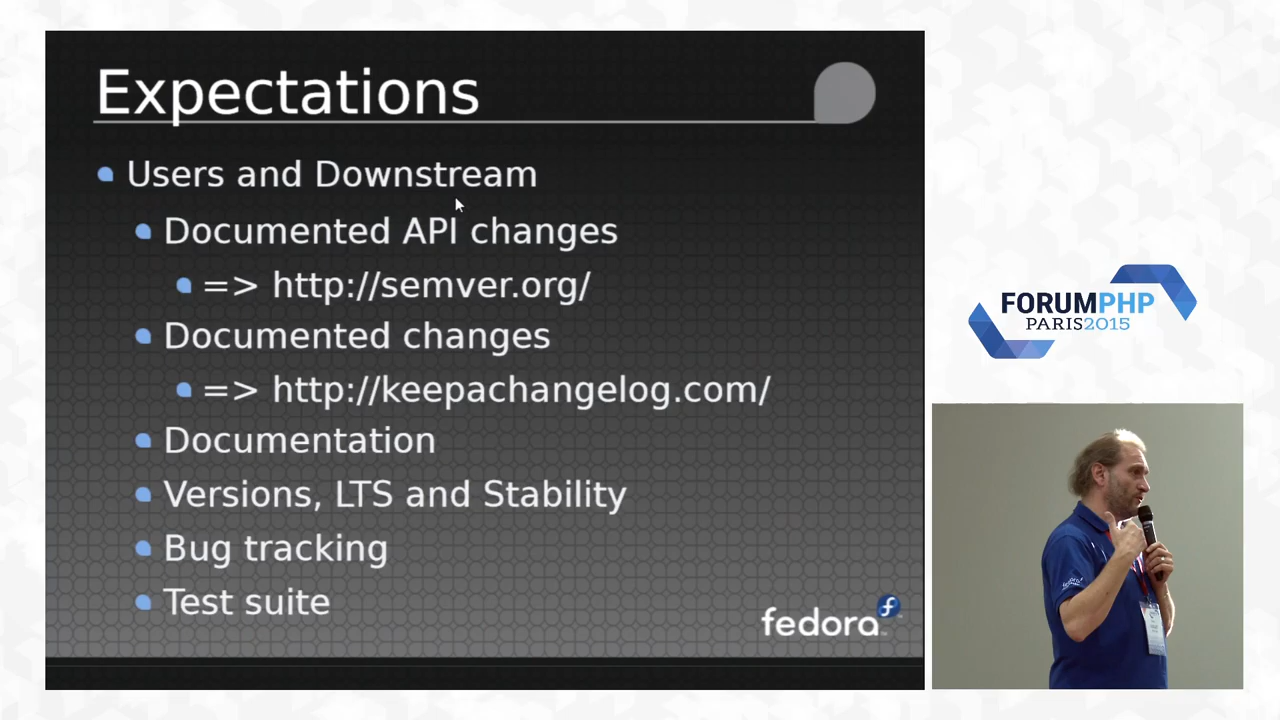 Expectations
Users and Downstream
Documented API changes
=> http://semver.org/
Documented changes
=> http://keepachangelog.com/
Documentation
Versions, LTS and Stability
Bug tracking
Test suite
fedora
FORUMPHP
PARIS2015